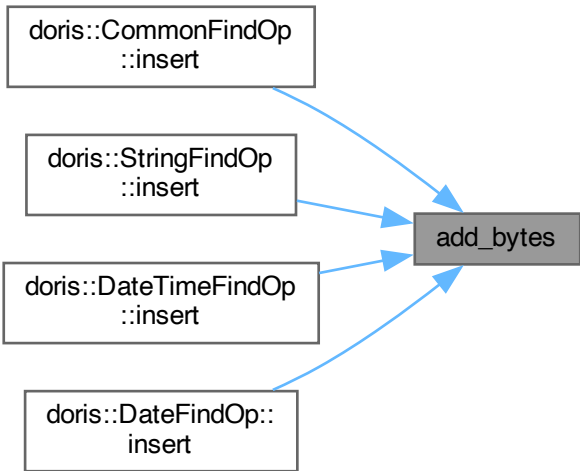 doris::CommonFindOp
::insert
doris::StringFindOp
::insert
add_bytes
doris::DateTimeFindOp
::insert
doris::DateFindOp::
insert